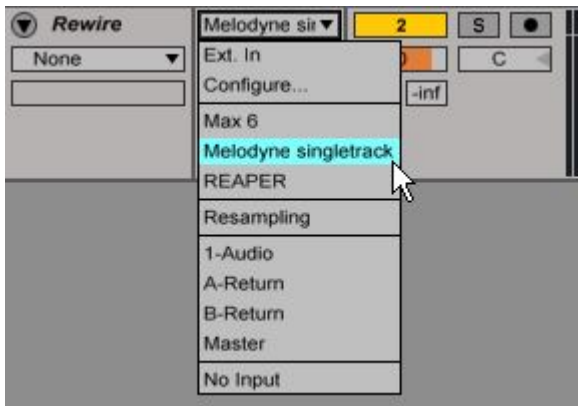 Rewire Melodyne sir 2 S
None C
Ext. In
Configure...
-inf
Max 6
Melodyne singletrack
REAPER
Resampling
1-Audio
A-Return
B-Return
Master
No Input